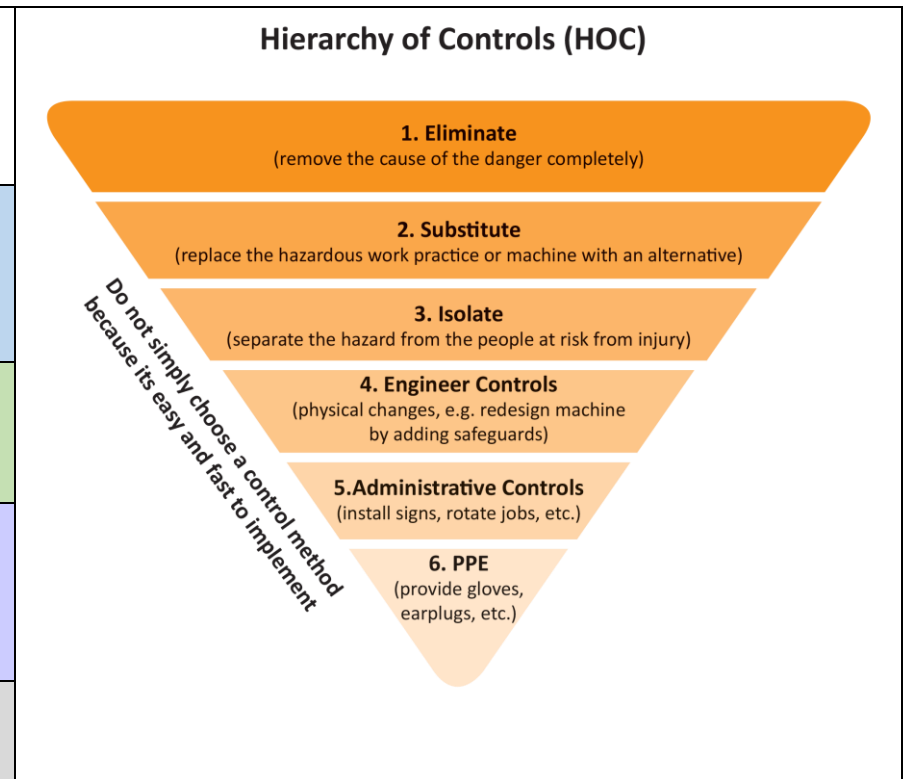 Hierarchy of Controls (HOC)
1. Eliminate
(remove the cause of the danger completely)
2. Substitute
(replace the hazardous work practice or machine with an alternative)
3. Isolate
(separate the hazard from the people at risk from injury)
4. Engineer Controls
(physical changes, e.g. redesign machine
by adding safeguards)
5.Administrative Controls
(install signs, rotate jobs, etc.)
6. PPE
(provide gloves,
earplugs, etc.)
Do not simply choose a control method
because its easy and fast to implement